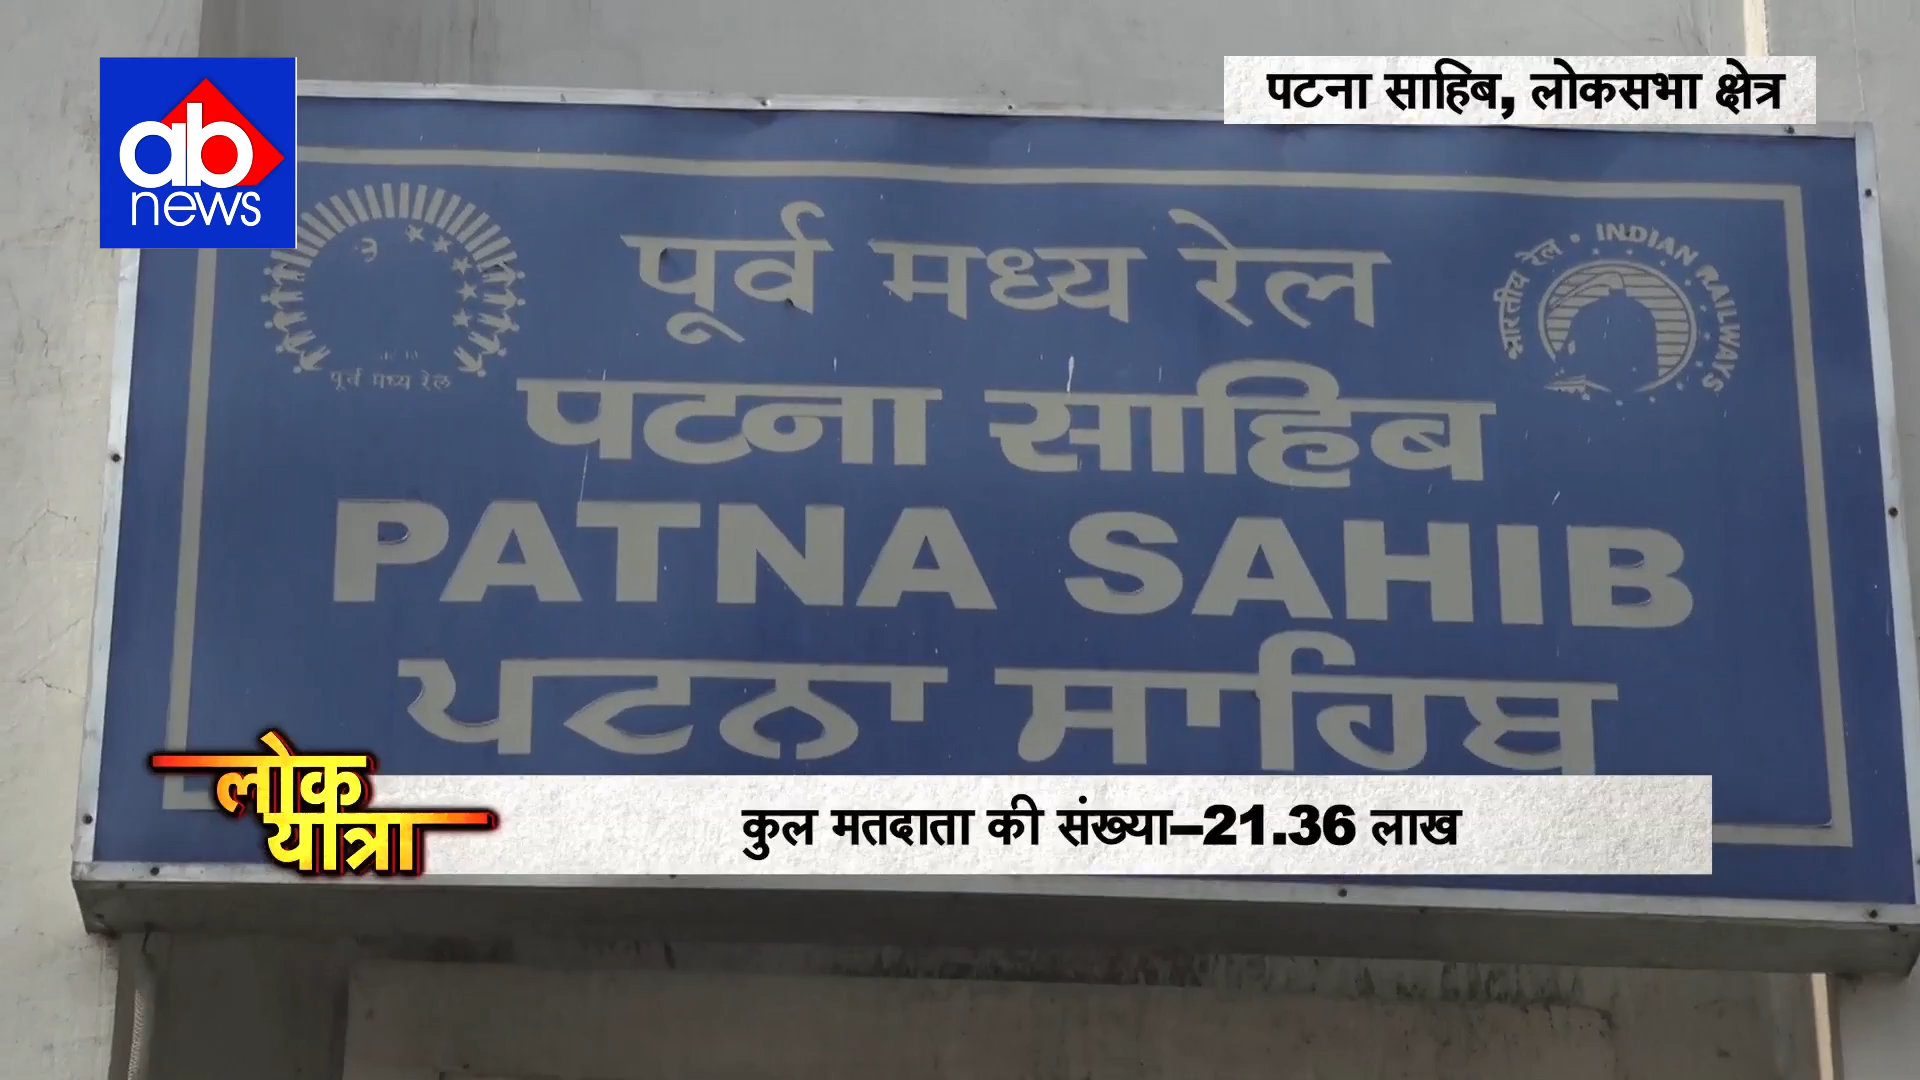 ab
news
पटना साहिब, लोकसभा क्षेत्र
पूर्व मध्य रेल
पूर्व मध्य रेल
भारतीय रेल • INDIAN RAILWAYS
पटना साहिब
PATNA SAHIB
ਪਟਨਾ ਸਾਹਿਬ
लोक
यात्रा
कुल मतदाता की संख्या–21.36 लाख